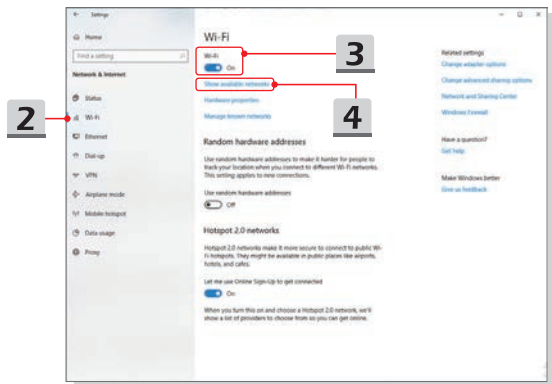 Settings
Home
Find a setting
Network & Internet
Status
Wi-Fi
Ethernet
Dial-up
VPN
Airplane mode
Mobile hotspot
Data usage
Proxy
Wi-Fi
Wi-Fi
On
Show available networks
Hardware properties
Manage known networks
Random hardware addresses
Use random hardware addresses to make it harder for people to
track your location when you connect to different Wi-Fi networks.
This setting applies to new connections.
Use random hardware addresses
Off
Hotspot 2.0 networks
Hotspot 2.0 networks make it more secure to connect to public Wi-
Fi hotspots. They might be available in public places like airports,
hotels, and cafes.
Let me use Online Sign-Up to get connected
On
When you turn this on and choose a Hotspot 2.0 network, we'll
show a list of providers to choose from so you can get online.
Related settings
Change adapter options
Change advanced sharing options
Network and Sharing Center
Windows Firewall
Have a question?
Get help
Make Windows better
Give us feedback
2
3
4